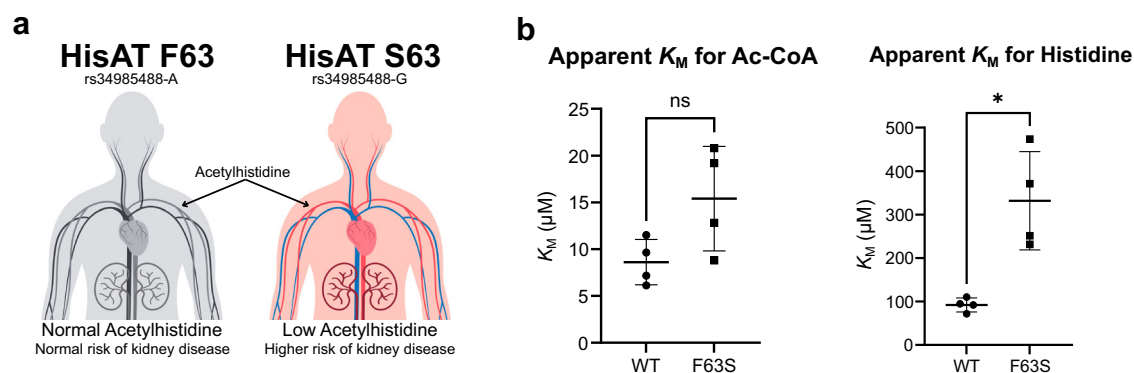 a
HisAT F63
rs34985488-A
HisAT S63
rs34985488-G
Acetylhistidine
Normal Acetylhistidine
Normal risk of kidney disease
Low Acetylhistidine
Higher risk of kidney disease
b
Apparent KM for Ac-CoA
ns
25
20
15
10
5
0
KM (μM)
WT
F63S
Apparent KM for Histidine
*
500
400
300
200
100
0
KM (μM)
WT
F63S